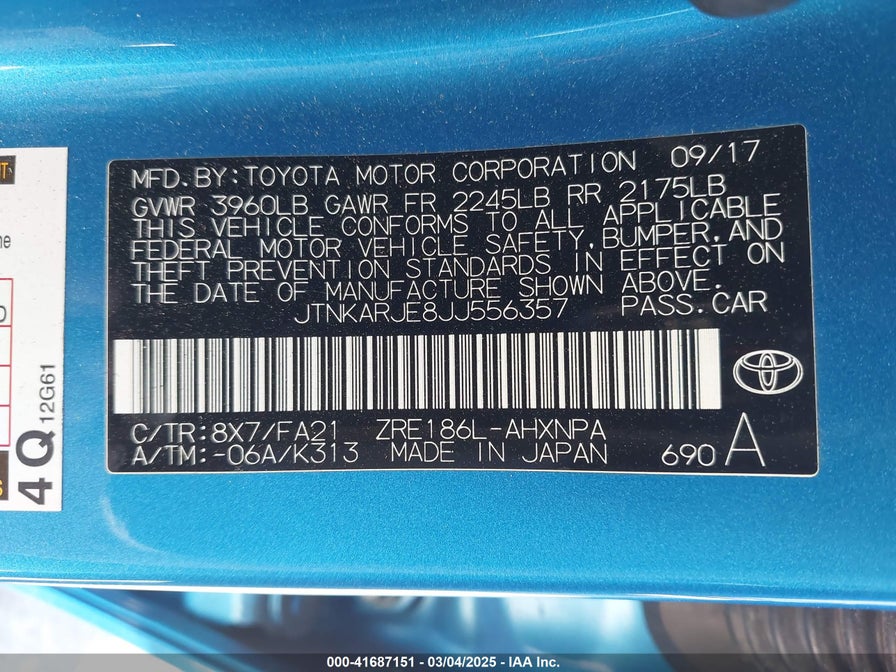 MFD.BY:TOYOTA MOTOR CORPORATION 09/17
GVWR 3960LB GAWR FR 2245LB RR 2175LB
THIS VEHICLE CONFORMS TO ALL APPLICABLE
FEDERAL MOTOR VEHICLE SAFETY,BUMPER,AND
THEFT PREVENTION STANDARDS IN EFFECT ON
THE DATE OF MANUFACTURE SHOWN ABOVE.
JTNKARJE8JJ556357 PASS.CAR
C/TR:8X7/FA21 ZRE186L-AHXNPA
A/TM:-06A/K313 MADE IN JAPAN 690 A
4Q 12G61
000-41687151 — 03/04/2025 — IAA Inc.